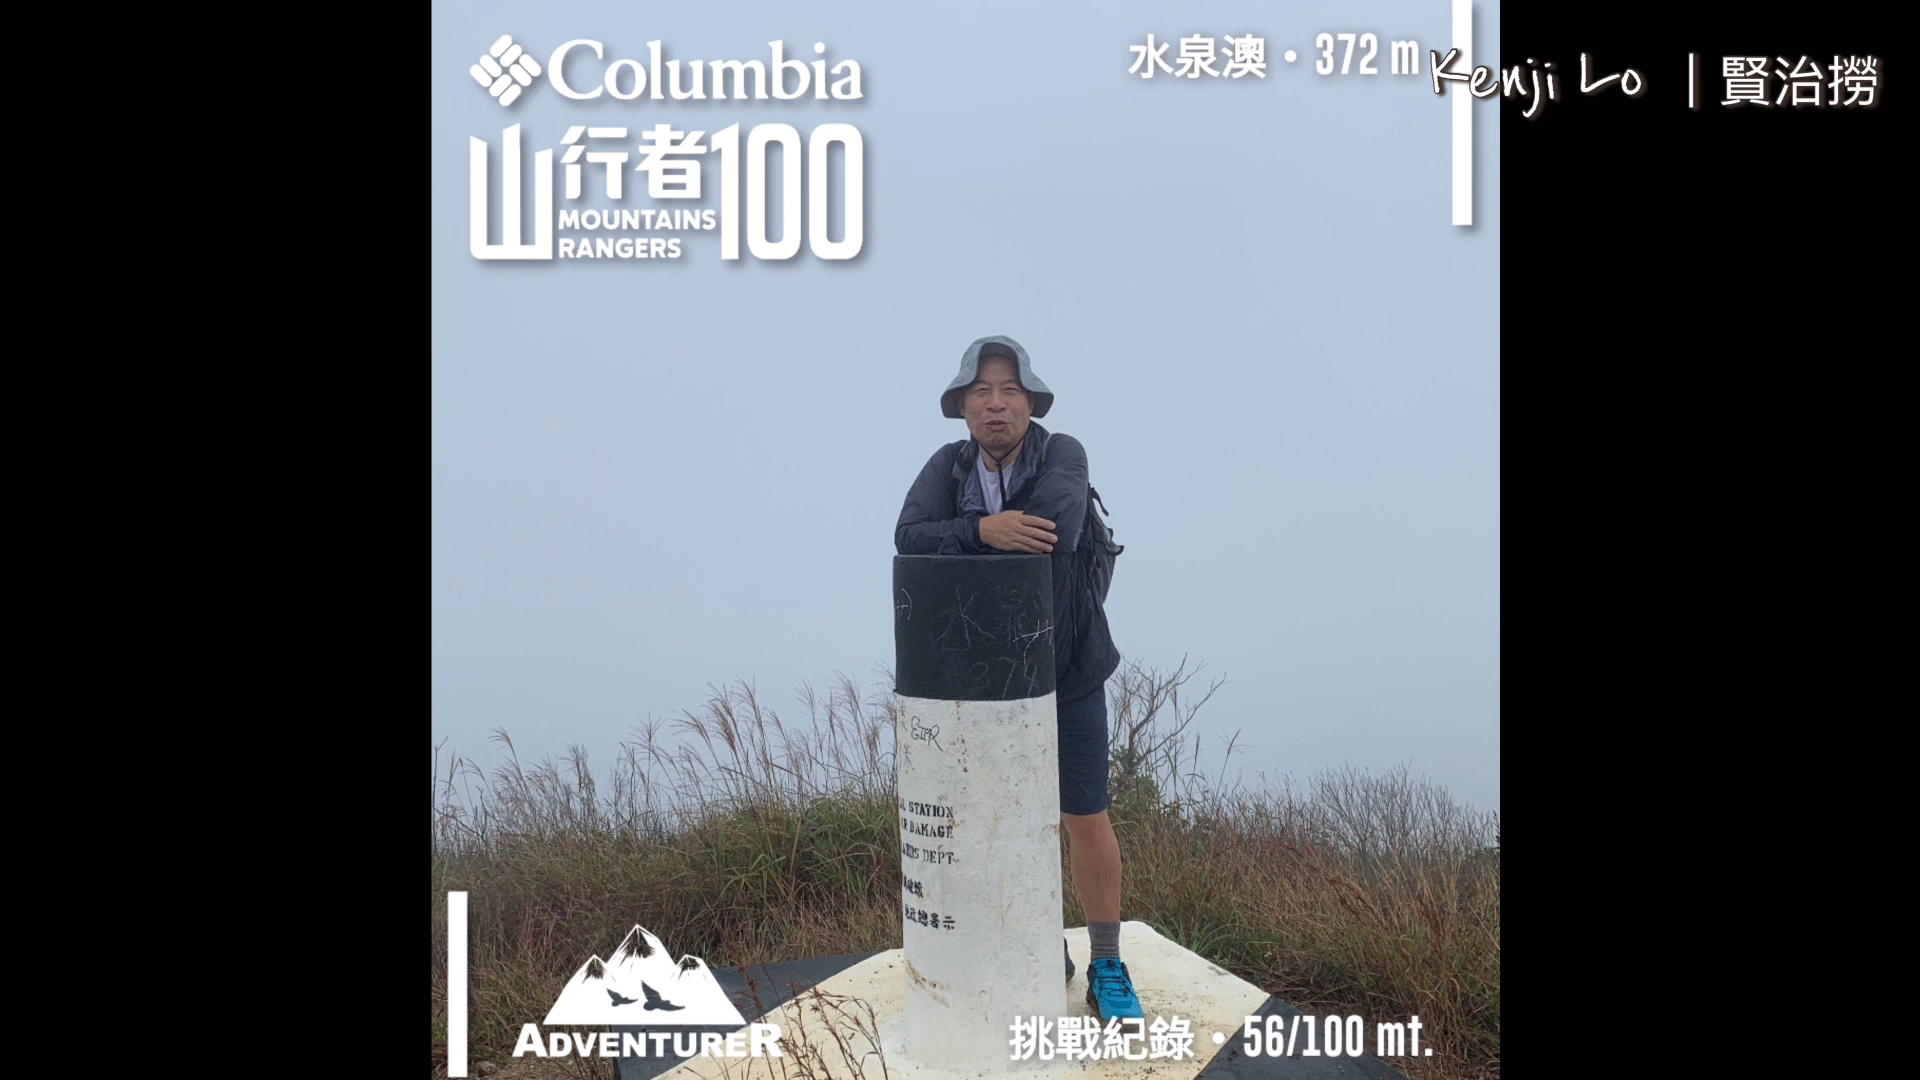 Columbia
山行者100
MOUNTAINS
RANGERS
水泉澳・372 m
Kenji Lo ｜賢治撈
水泉
374
STATION
DAMAGE
DEPT
ADVENTURER
挑戰紀錄・56/100 mt.